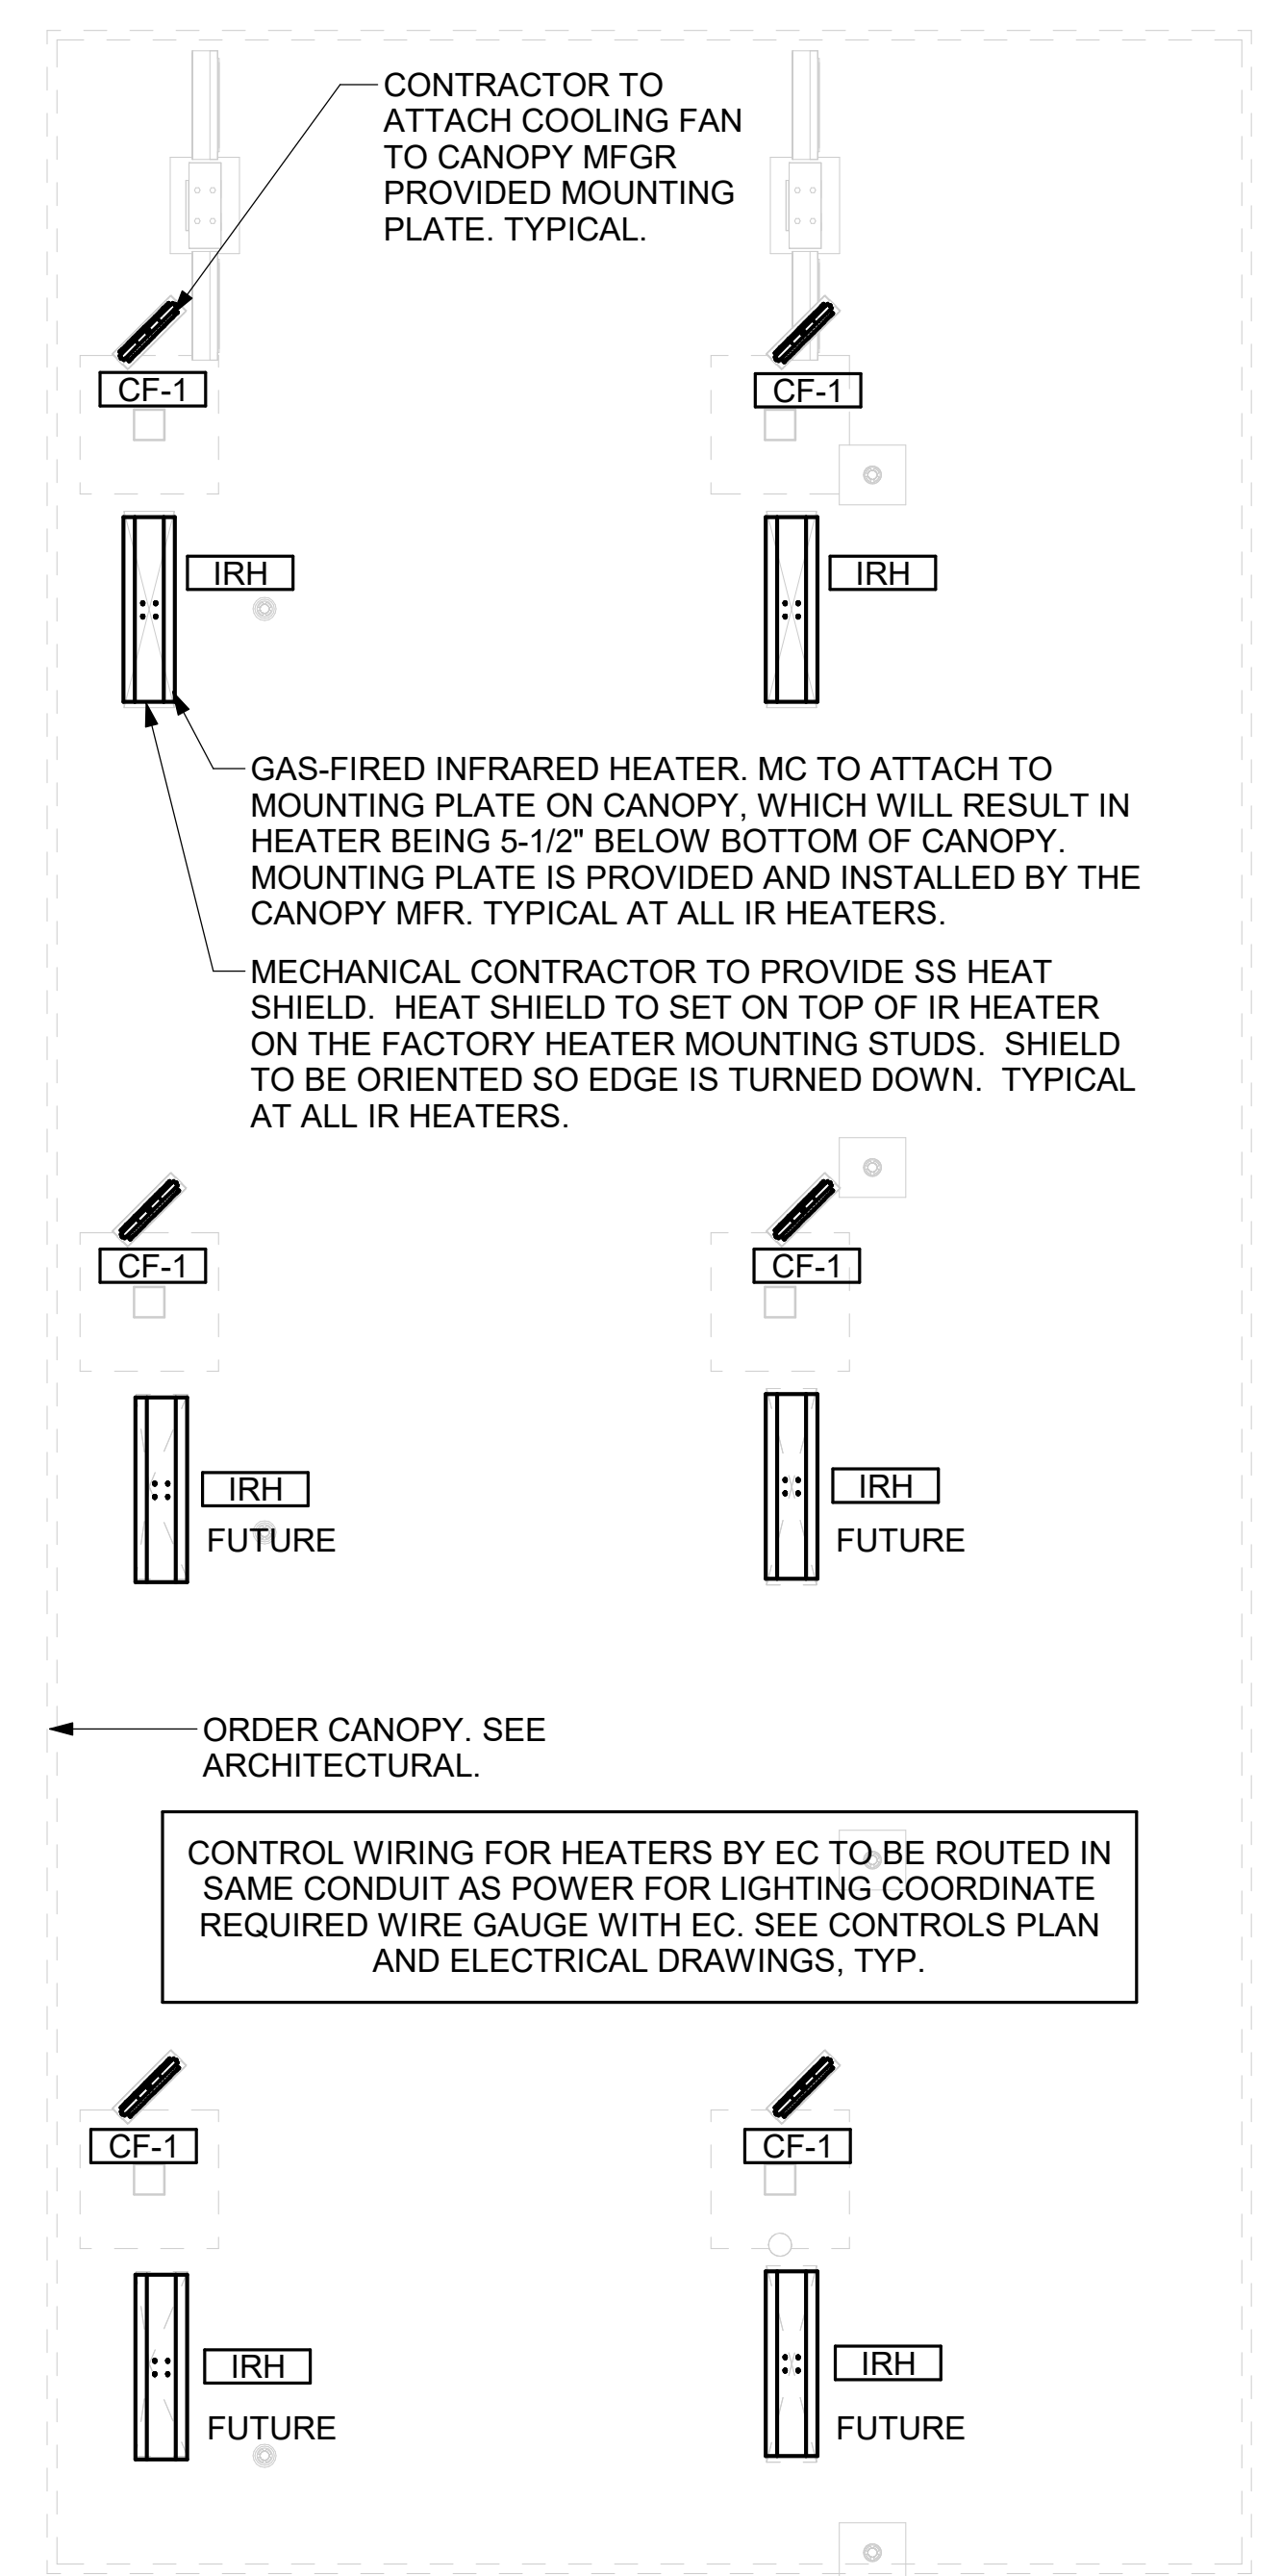 CONTRACTOR TO
ATTACH COOLING FAN
TO CANOPY MFGR
PROVIDED MOUNTING
PLATE. TYPICAL.
CF-1
CF-1
IRH
IRH
GAS-FIRED INFRARED HEATER. MC TO ATTACH TO
MOUNTING PLATE ON CANOPY, WHICH WILL RESULT IN
HEATER BEING 5-1/2" BELOW BOTTOM OF CANOPY.
MOUNTING PLATE IS PROVIDED AND INSTALLED BY THE
CANOPY MFR. TYPICAL AT ALL IR HEATERS.
MECHANICAL CONTRACTOR TO PROVIDE SS HEAT
SHIELD.  HEAT SHIELD TO SET ON TOP OF IR HEATER
ON THE FACTORY HEATER MOUNTING STUDS.  SHIELD
TO BE ORIENTED SO EDGE IS TURNED DOWN.  TYPICAL
AT ALL IR HEATERS.
CF-1
CF-1
IRH
IRH
FUTURE
FUTURE
ORDER CANOPY. SEE
ARCHITECTURAL.
CONTROL WIRING FOR HEATERS BY EC TO BE ROUTED IN
SAME CONDUIT AS POWER FOR LIGHTING COORDINATE
REQUIRED WIRE GAUGE WITH EC. SEE CONTROLS PLAN
AND ELECTRICAL DRAWINGS, TYP.
CF-1
CF-1
IRH
IRH
FUTURE
FUTURE